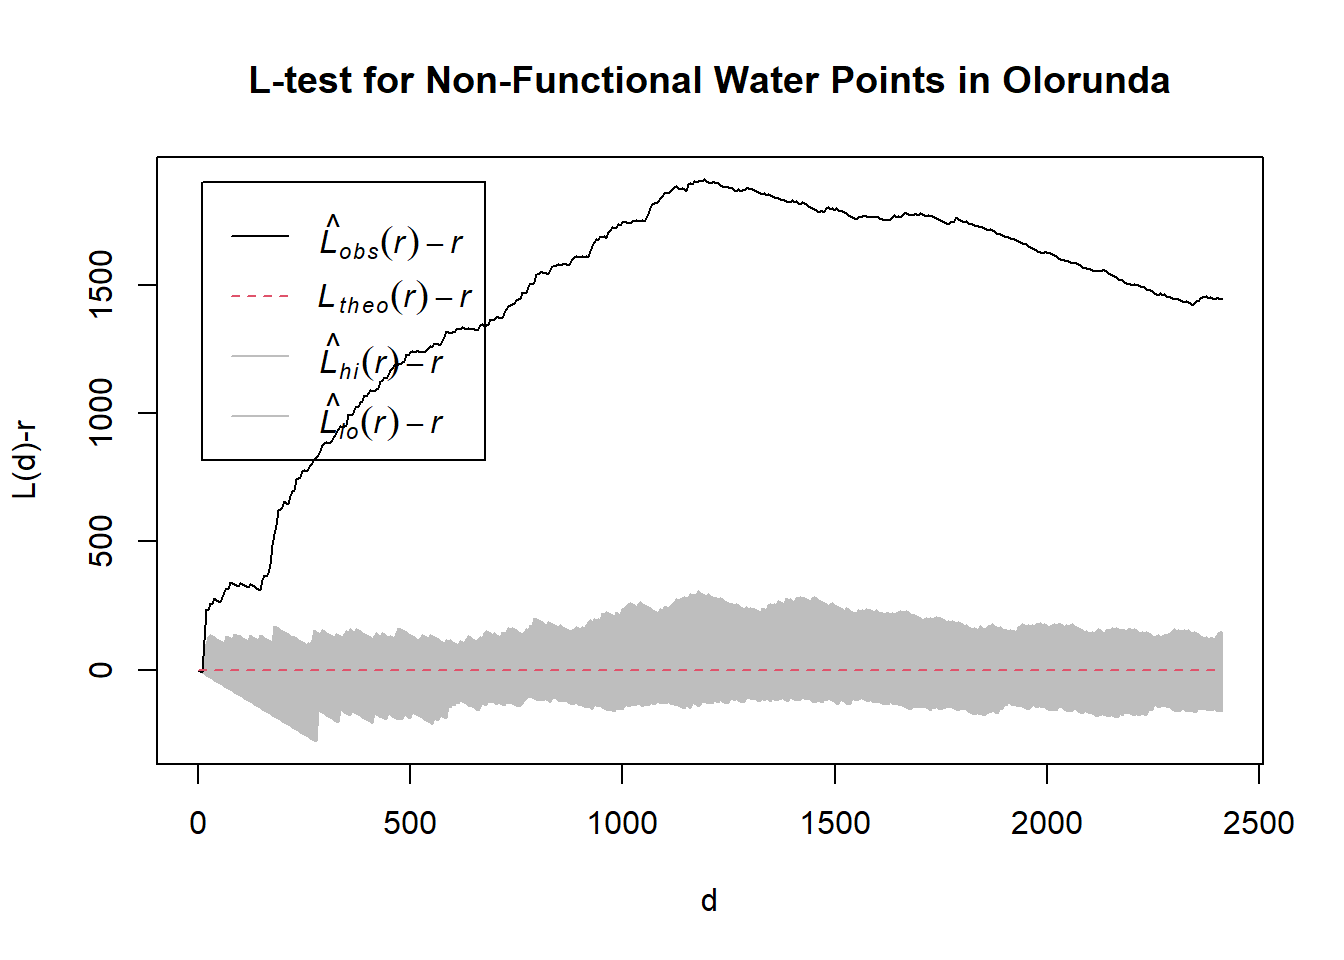 L-test for Non-Functional Water Points in Olorunda
L(d)-r
1500
1000
500
0
L̂obs(r) − r
Ltheo(r) − r
L̂hi(r) − r
L̂lo(r) − r
0 500 1000 1500 2000 2500
d